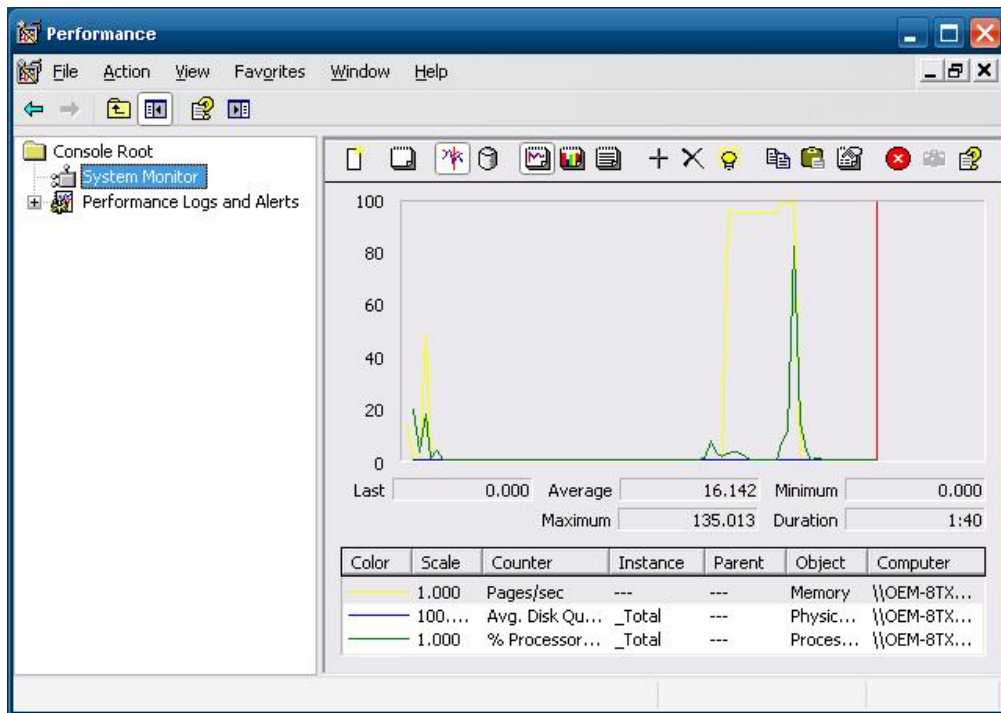 Performance
File Action View Favorites Window Help
Console Root
System Monitor
Performance Logs and Alerts
100
80
60
40
20
0
Last 0.000 Average 16.142 Minimum 0.000
Maximum 135.013 Duration 1:40
Color Scale Counter Instance Parent Object Computer
1.000 Pages/sec --- --- Memory \\OEM-8TX...
100.... Avg. Disk Qu... _Total --- Physic... \\OEM-8TX...
1.000 % Processor... _Total --- Proces... \\OEM-8TX...